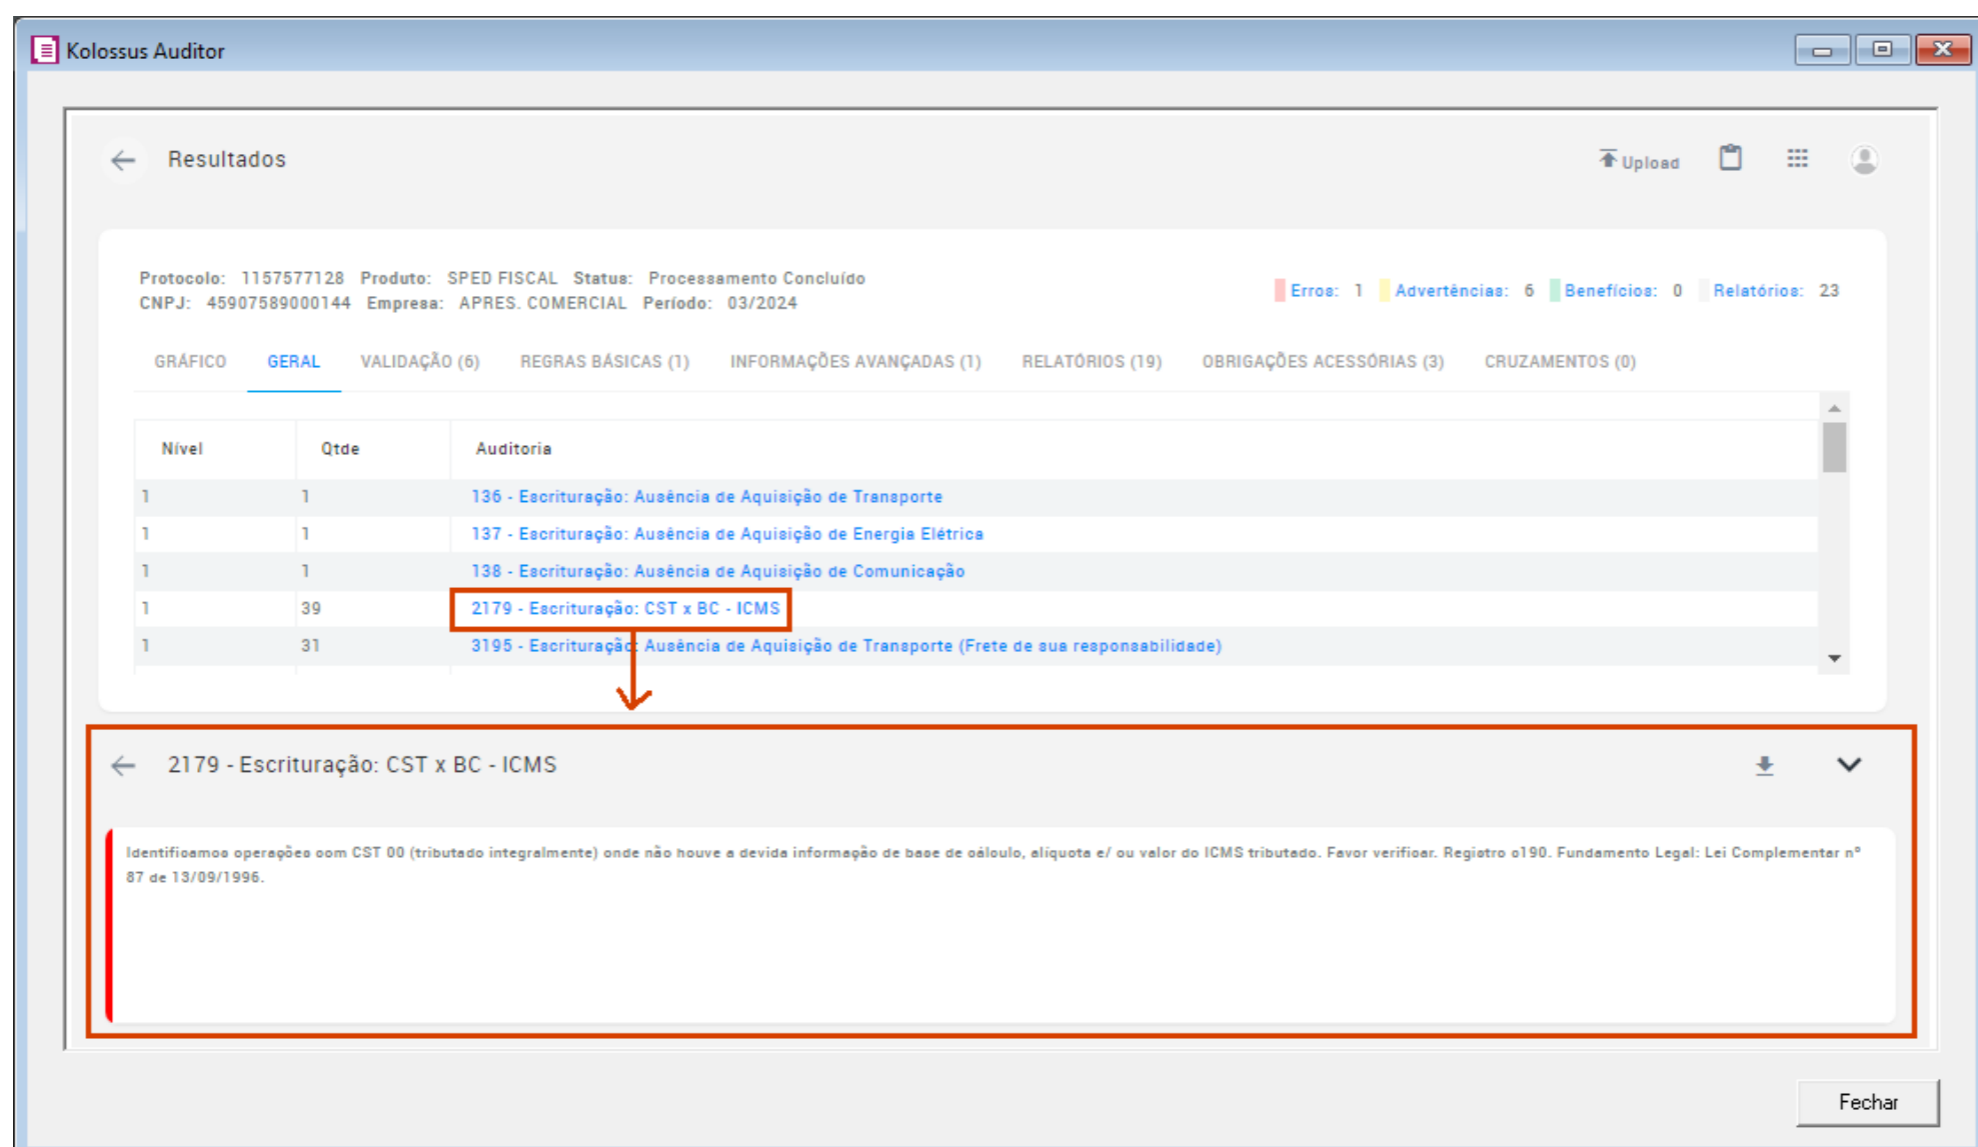 Kolossus Auditor
Resultados
Upload
Protocolo: 1157577128 Produto: SPED FISCAL Status: Processamento Concluído
CNPJ: 45907589000144 Empresa: APRES. COMERCIAL Período: 03/2024
Erros: 1 Advertências: 6 Benefícios: 0 Relatórios: 23
GRÁFICO GERAL VALIDAÇÃO (6) REGRAS BÁSICAS (1) INFORMAÇÕES AVANÇADAS (1) RELATÓRIOS (19) OBRIGAÇÕES ACESSÓRIAS (3) CRUZAMENTOS (0)
Nível Qtde Auditoria
1 1 136 - Escrituração: Ausência de Aquisição de Transporte
1 1 137 - Escrituração: Ausência de Aquisição de Energia Elétrica
1 1 138 - Escrituração: Ausência de Aquisição de Comunicação
1 39 2179 - Escrituração: CST x BC - ICMS
1 31 3195 - Escrituração: Ausência de Aquisição de Transporte (Frete de sua responsabilidade)
2179 - Escrituração: CST x BC - ICMS
Identificamos operações com CST 00 (tributado integralmente) onde não houve a devida informação de base de cálculo, alíquota e/ ou valor do ICMS tributado. Favor verificar. Registro c190. Fundamento Legal: Lei Complementar nº
87 de 13/09/1996.
Fechar